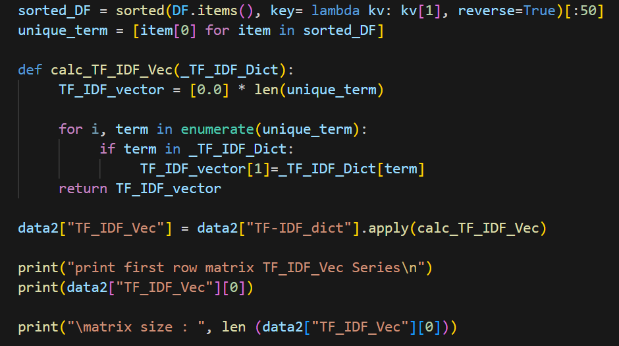 sorted_DF = sorted(DF.items(), key= lambda kv: kv[1], reverse=True)[:50]
unique_term = [item[0] for item in sorted_DF]
def calc_TF_IDF_Vec(_TF_IDF_Dict):
TF_IDF_vector = [0.0] * len(unique_term)
for i, term in enumerate(unique_term):
if term in _TF_IDF_Dict:
TF_IDF_vector[1]=_TF_IDF_Dict[term]
return TF_IDF_vector
data2["TF_IDF_Vec"] = data2["TF-IDF_dict"].apply(calc_TF_IDF_Vec)
print("print first row matrix TF_IDF_Vec Series\n")
print(data2["TF_IDF_Vec"][0])
print("\matrix size : ", len (data2["TF_IDF_Vec"][0]))